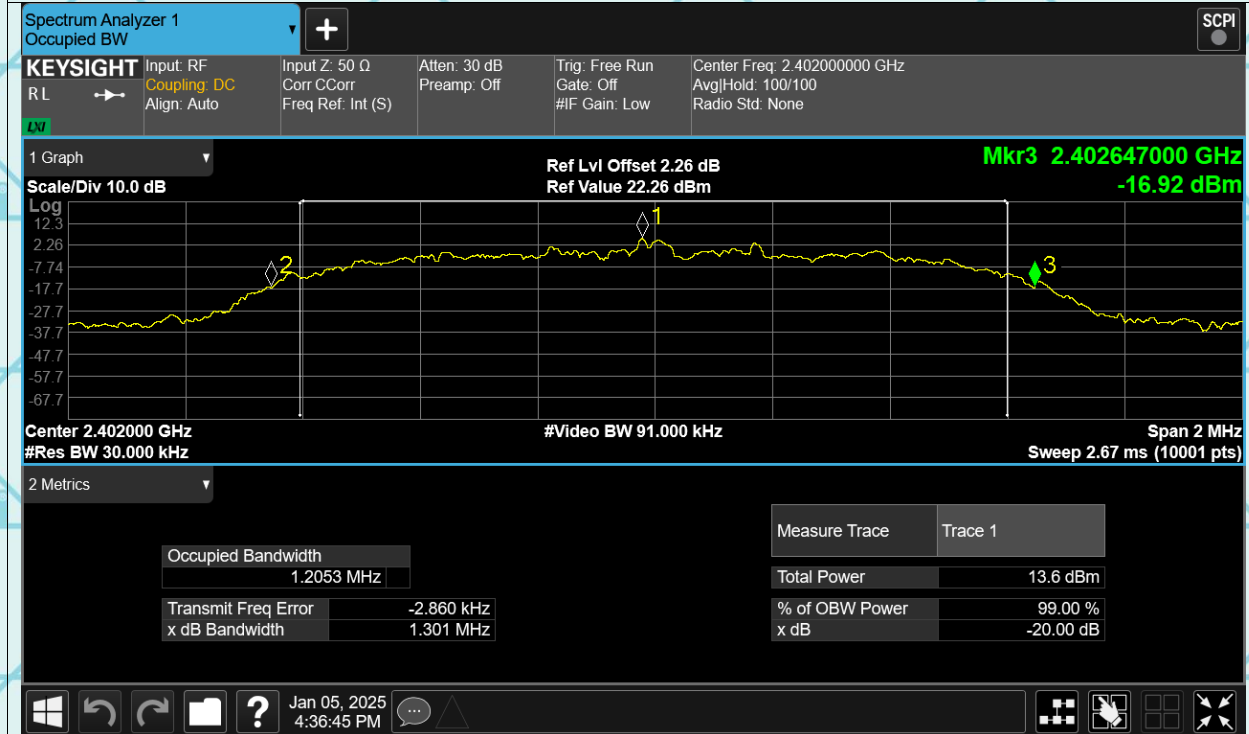 Spectrum Analyzer 1
Occupied BW
SCPI
KEYSIGHT
R L
LXI
Input: RF
Coupling: DC
Align: Auto
Input Z: 50 Ω
Corr CCorr
Freq Ref: Int (S)
Atten: 30 dB
Preamp: Off
Trig: Free Run
Gate: Off
#IF Gain: Low
Center Freq: 2.402000000 GHz
Avg|Hold: 100/100
Radio Std: None
1 Graph
Scale/Div 10.0 dB
Ref Lvl Offset 2.26 dB
Ref Value 22.26 dBm
Mkr3 2.402647000 GHz
-16.92 dBm
Log
12.3
2.26
-7.74
-17.7
-27.7
-37.7
-47.7
-57.7
-67.7
1
2
3
Center 2.402000 GHz
#Res BW 30.000 kHz
#Video BW 91.000 kHz
Span 2 MHz
Sweep 2.67 ms (10001 pts)
2 Metrics
Occupied Bandwidth
1.2053 MHz
Transmit Freq Error -2.860 kHz
x dB Bandwidth 1.301 MHz
Measure Trace Trace 1
Total Power 13.6 dBm
% of OBW Power 99.00 %
x dB -20.00 dB
?
Jan 05, 2025
4:36:45 PM